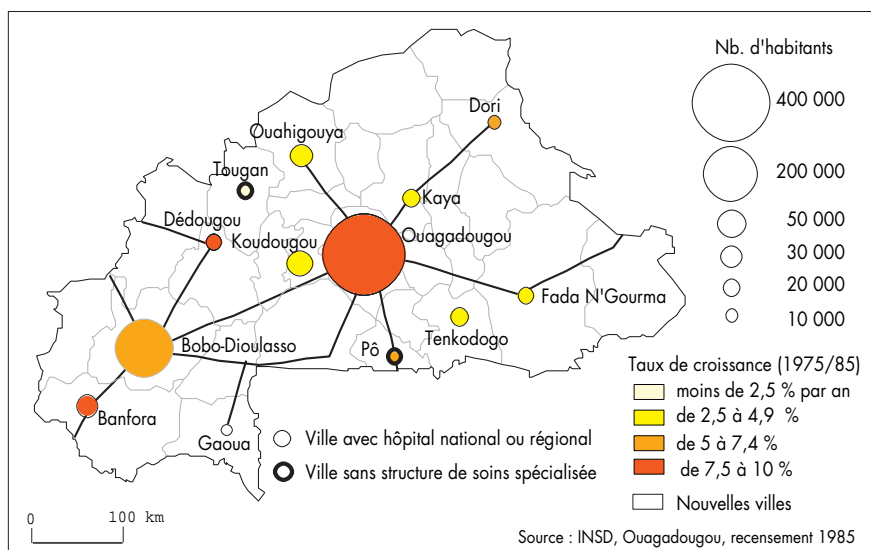 Nb. d'habitants
400 000
200 000
50 000
30 000
20 000
10 000
Dori
Ouahigouya
Tougan
Kaya
Dédougou
Koudougou
Ouagadougou
Fada N'Gourma
Tenkodogo
Bobo-Dioulasso
Pô
Banfora
Gaoua
Taux de croissance (1975/85)
moins de 2,5 % par an
de 2,5 à 4,9 %
de 5 à 7,4 %
de 7,5 à 10 %
Nouvelles villes
Ville avec hôpital national ou régional
Ville sans structure de soins spécialisée
0 100 km
Source : INSD, Ouagadougou, recensement 1985